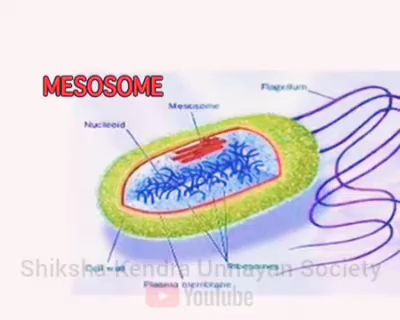 MESOSOME
Flagellum
Mesosome
Nucleoid
Shiksha Kendra Unnayan Society
Cell wall
Ribosomes
Plasma membrane
YouTube